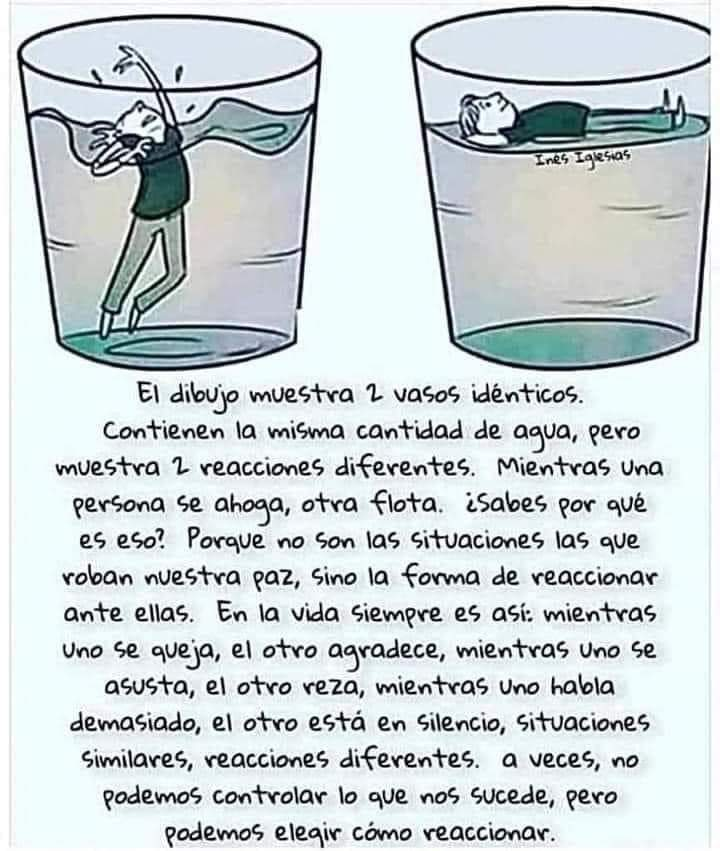 Inés Iglesias
El dibujo muestra 2 vasos idénticos.
Contienen la misma cantidad de agua, pero
muestra 2 reacciones diferentes. Mientras una
persona se ahoga, otra flota. ¿Sabes por qué
es eso? Porque no son las situaciones las que
roban nuestra paz, sino la forma de reaccionar
ante ellas. En la vida siempre es así: mientras
uno se queja, el otro agradece, mientras uno se
asusta, el otro reza, mientras uno habla
demasiado, el otro está en silencio, situaciones
similares, reacciones diferentes. a veces, no
podemos controlar lo que nos sucede, pero
podemos elegir cómo reaccionar.